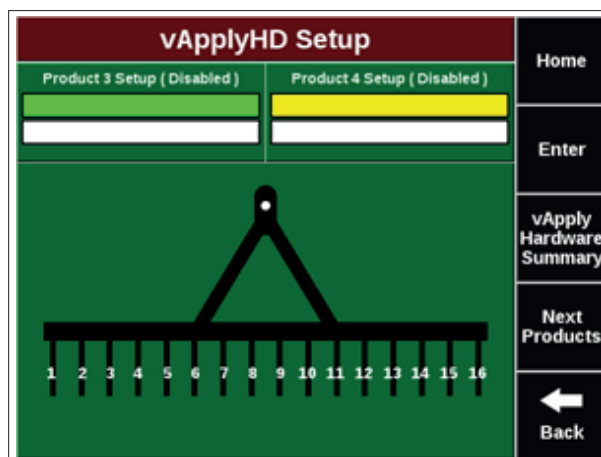 vApplyHD Setup
Product 3 Setup ( Disabled )
Product 4 Setup ( Disabled )
1 2 3 4 5 6 7 8 9 10 11 12 13 14 15 16
Home
Enter
vApply
Hardware
Summary
Next
Products
Back